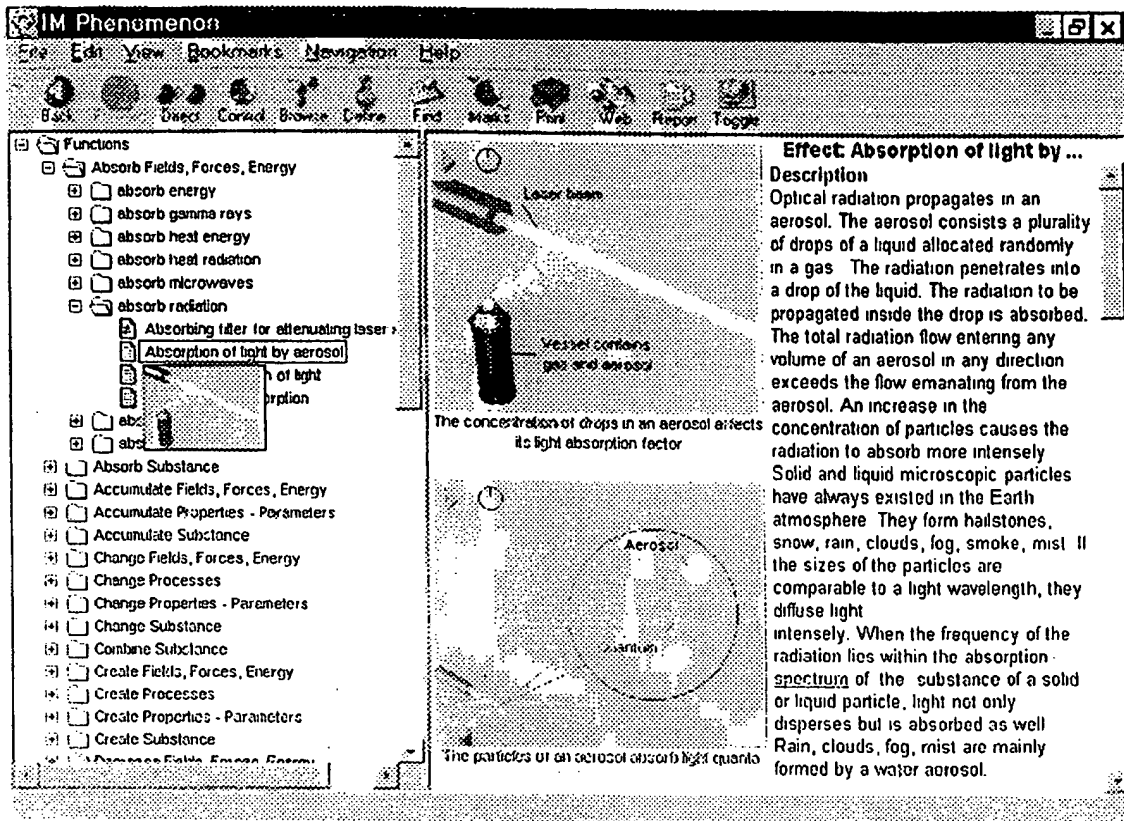 IM Phenomenon
File Edit View Bookmarks Navigation Help
Back Direct Browse Define Find Marks Print Web Report Toggle
Functions
Absorb Fields, Forces, Energy
absorb energy
absorb gamma rays
absorb heat energy
absorb heat radiation
absorb microwaves
absorb radiation
Absorbing filter for attenuating laser
Absorption of light by aerosol
of light
orption
abs
abs
Absorb Substance
Accumulate Fields, Forces, Energy
Accumulate Properties - Parameters
Accumulate Substance
Change Fields, Forces, Energy
Change Processes
Change Properties - Parameters
Change Substance
Combine Substance
Create Fields, Forces, Energy
Create Processes
Create Properties - Parameters
Create Substance
Laser beam
Vessel contains
gas and aerosol
The concentration of drops in an aerosol affects
its light absorption factor
Aerosol
The particles of an aerosol absorb light quanta
Effect: Absorption of light by ...
Description
Optical radiation propagates in an
aerosol. The aerosol consists a plurality
of drops of a liquid allocated randomly
in a gas The radiation penetrates into
a drop of the liquid. The radiation to be
propagated inside the drop is absorbed.
The total radiation flow entering any
volume of an aerosol in any direction
exceeds the flow emanating from the
aerosol. An increase in the
concentration of particles causes the
radiation to absorb more intensely
Solid and liquid microscopic particles
have always existed in the Earth
atmosphere They form hailstones,
snow, rain, clouds, fog, smoke, mist If
the sizes of the particles are
comparable to a light wavelength, they
diffuse light
intensely. When the frequency of the
radiation lies within the absorption
spectrum of the substance of a solid
or liquid particle, light not only
disperses but is absorbed as well
Rain, clouds, fog, mist are mainly
formed by a water aerosol.